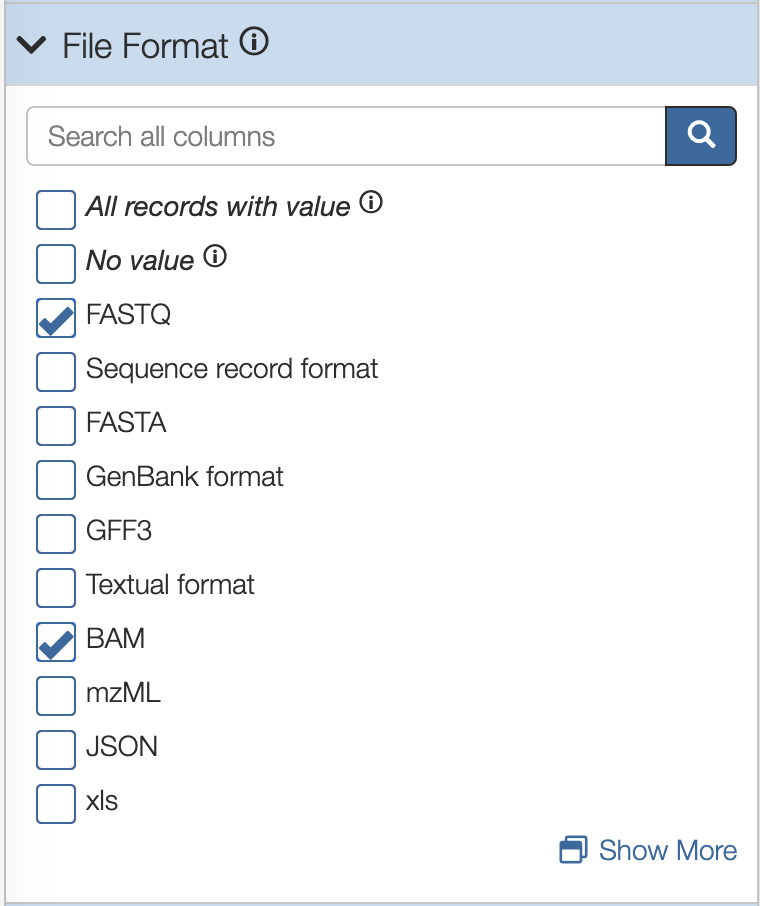 File Format
Search all columns
All records with value
No value
FASTQ
Sequence record format
FASTA
GenBank format
GFF3
Textual format
BAM
mzML
JSON
xls
Show More